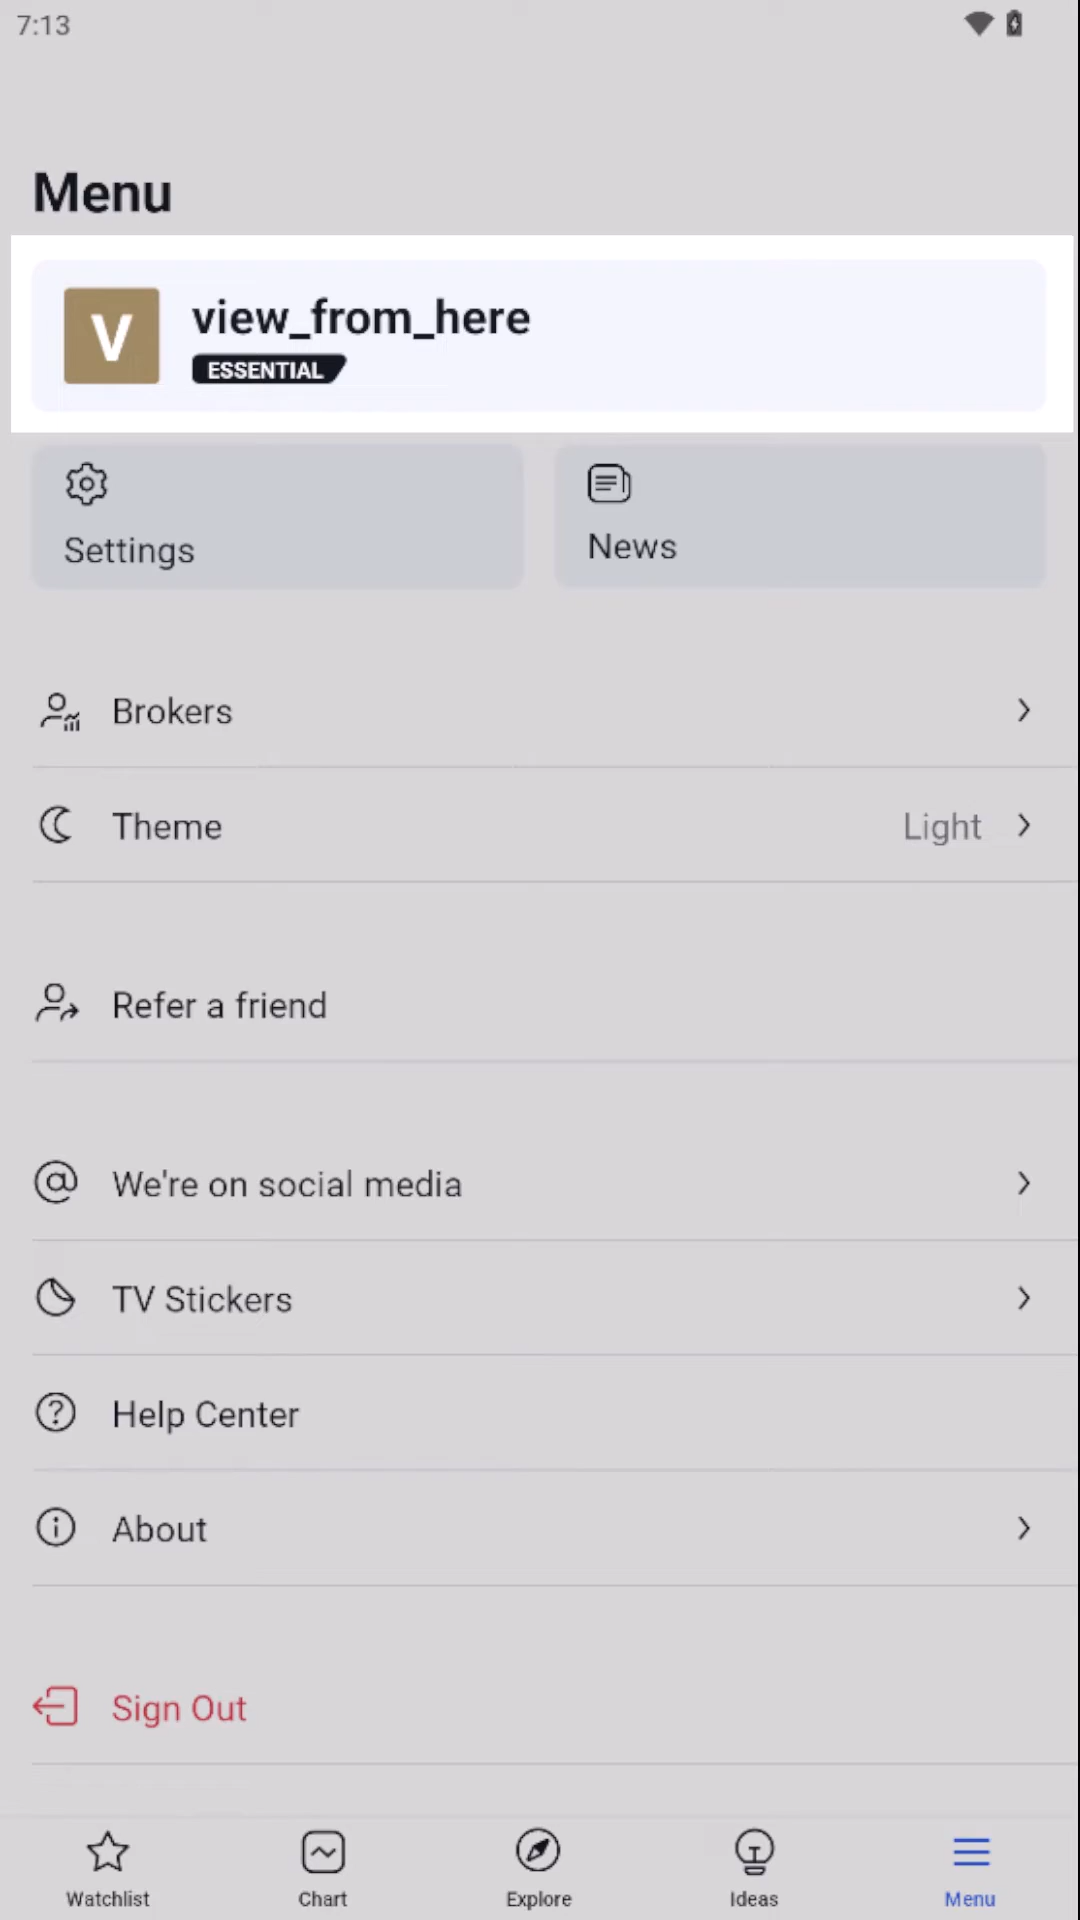 7:13
Menu
V
view_from_here
ESSENTIAL
Settings
News
Brokers
Theme
Light
Refer a friend
We're on social media
TV Stickers
Help Center
About
Sign Out
Watchlist
Chart
Explore
Ideas
Menu